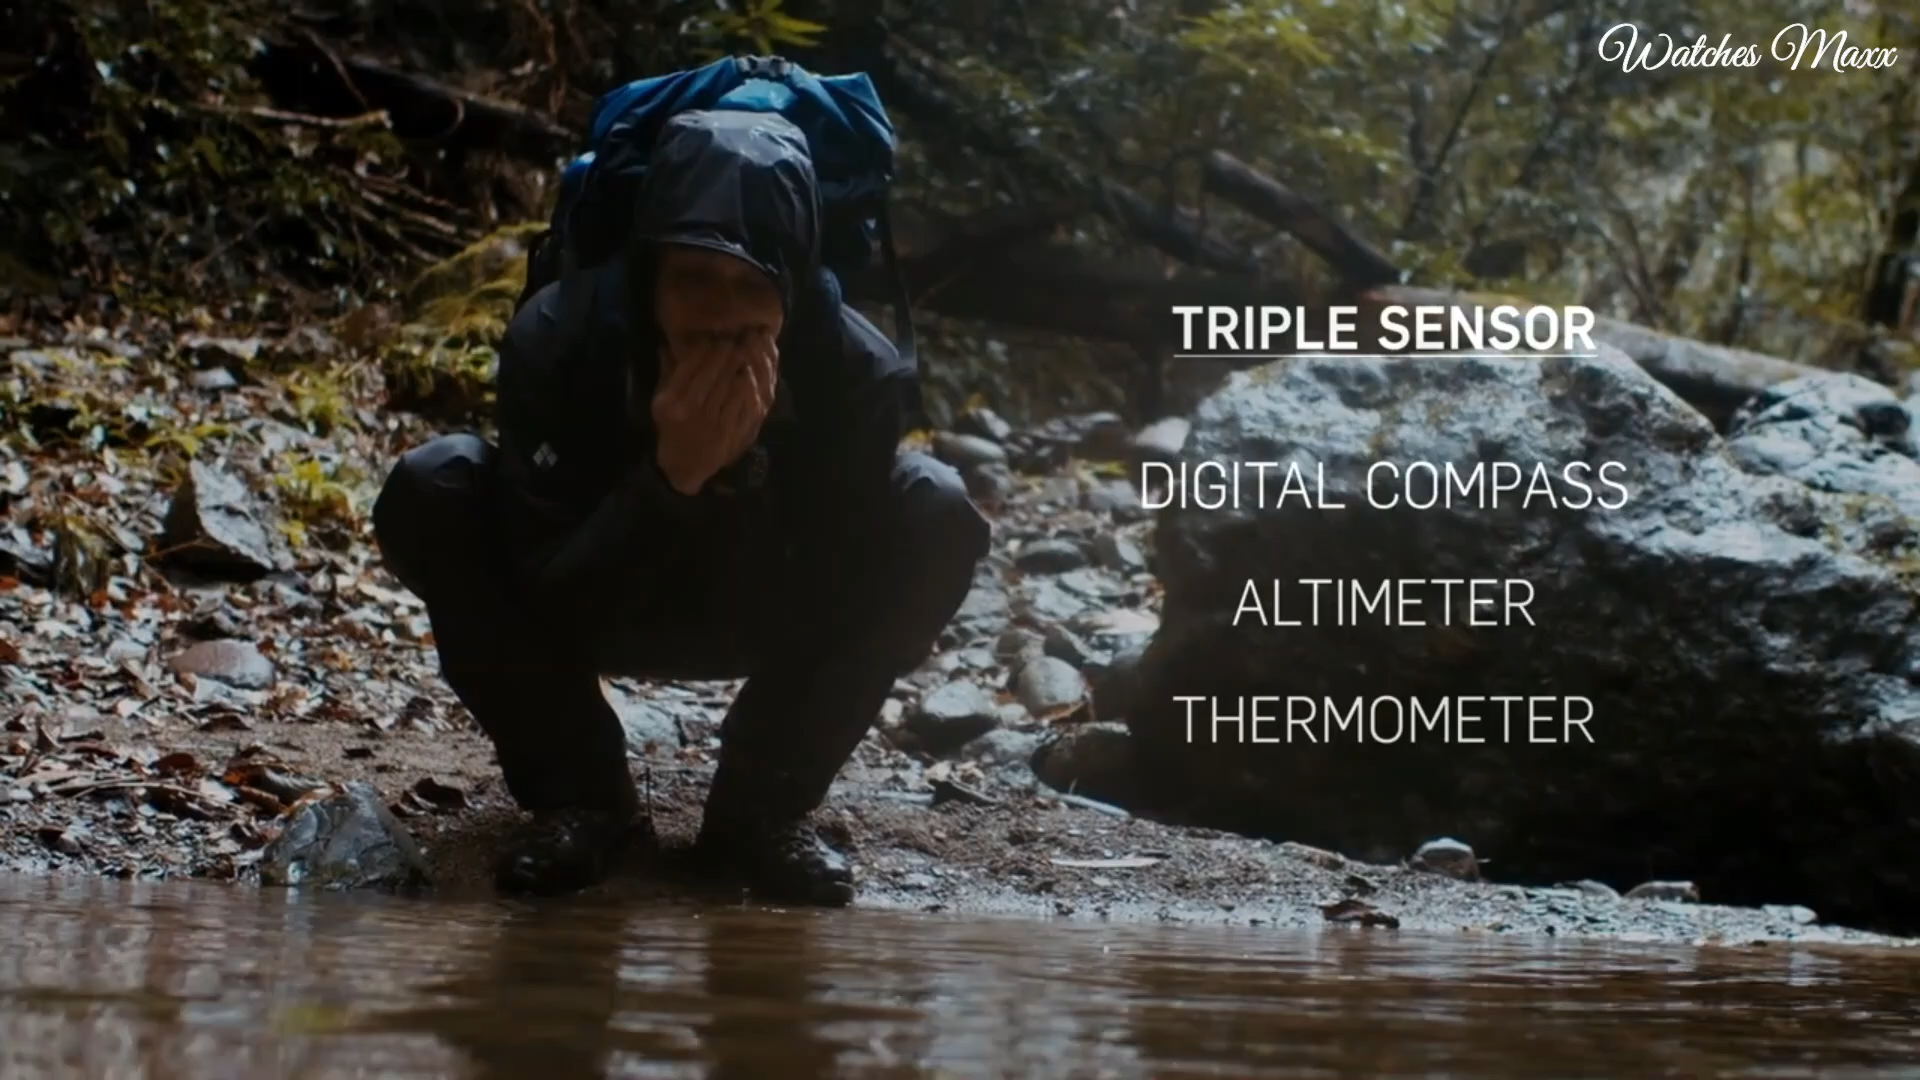 Watches Maxx
TRIPLE SENSOR
DIGITAL COMPASS
ALTIMETER
THERMOMETER